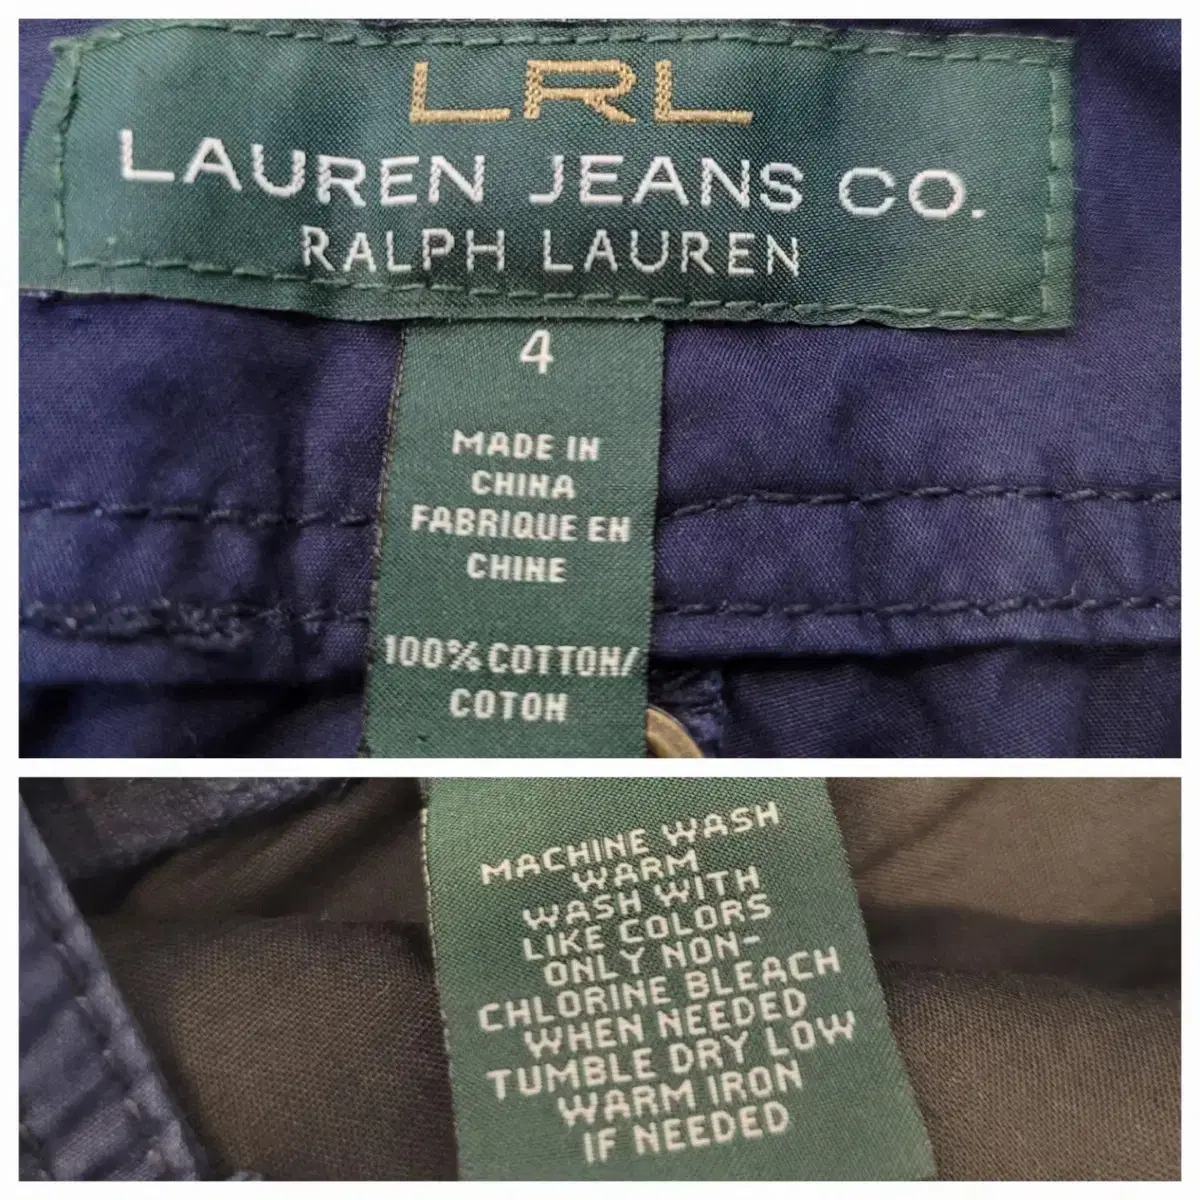 LRL
LAUREN JEANS CO.
RALPH LAUREN
4
MADE IN
CHINA
FABRIQUE EN
CHINE
100% COTTON/
COTON
MACHINE WASH
WARM
WASH WITH
LIKE COLORS
ONLY NON-
CHLORINE BLEACH
WHEN NEEDED
TUMBLE DRY LOW
WARM IRON
IF NEEDED